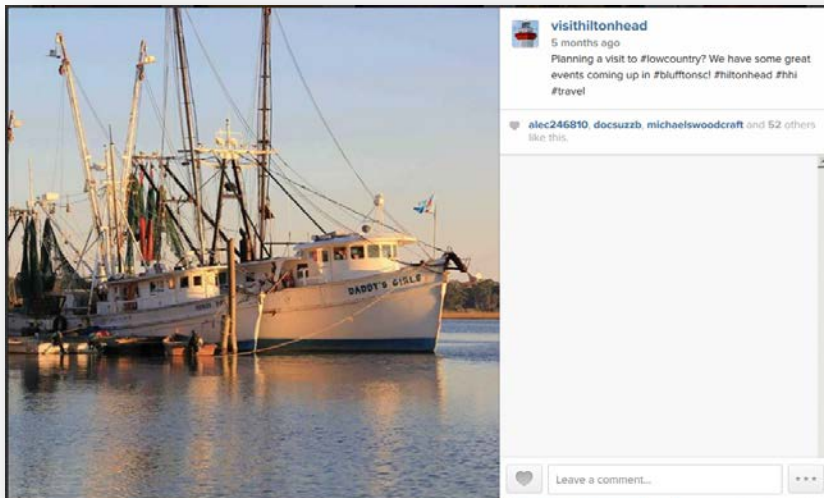 visithiltonhead
5 months ago
Planning a visit to #lowcountry? We have some great
events coming up in #blufftonsc! #hiltonhead #hhi
#travel
alec246810, docsuzzb, michaelswoodcraft and 52 others
like this.
DADDY'S GIRLS
Leave a comment...